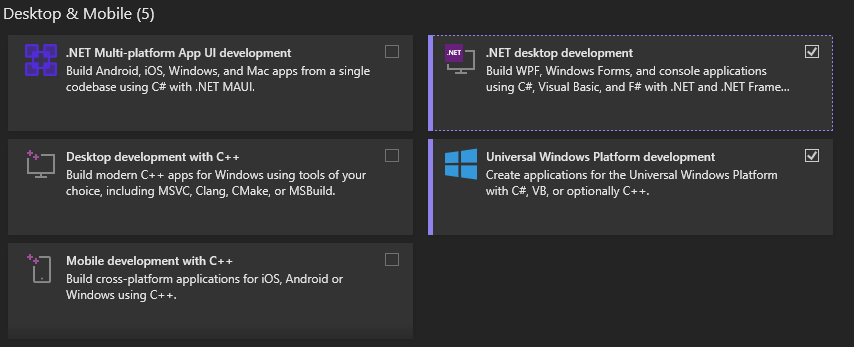 Desktop & Mobile (5)
.NET Multi-platform App UI development
Build Android, iOS, Windows, and Mac apps from a single
codebase using C# with .NET MAUI.
.NET
.NET desktop development
Build WPF, Windows Forms, and console applications
using C#, Visual Basic, and F# with .NET and .NET Frame...
Desktop development with C++
Build modern C++ apps for Windows using tools of your
choice, including MSVC, Clang, CMake, or MSBuild.
Universal Windows Platform development
Create applications for the Universal Windows Platform
with C#, VB, or optionally C++.
Mobile development with C++
Build cross-platform applications for iOS, Android or
Windows using C++.